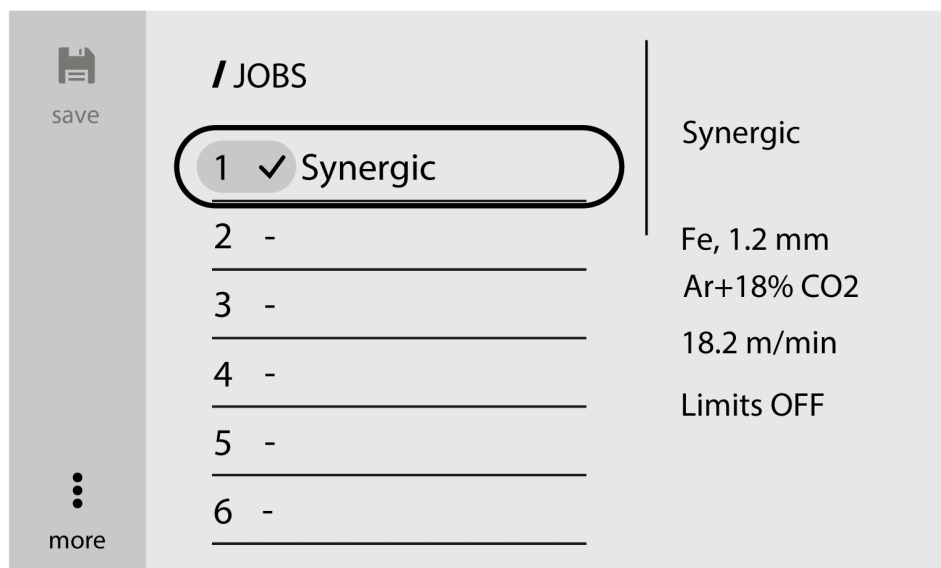 save
/ JOBS
1 ✓ Synergic
2 -
3 -
4 -
5 -
6 -
more
Synergic
Fe, 1.2 mm
Ar+18% CO2
18.2 m/min
Limits OFF